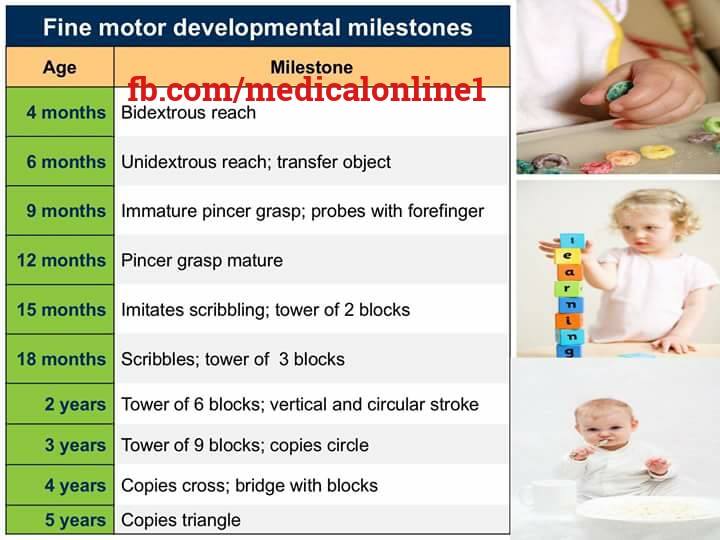 Fine motor developmental milestones
Age Milestone
fb.com/medicalonline1
4 months Bidextrous reach
6 months Unidextrous reach; transfer object
9 months Immature pincer grasp; probes with forefinger
12 months Pincer grasp mature
15 months Imitates scribbling; tower of 2 blocks
18 months Scribbles; tower of 3 blocks
2 years Tower of 6 blocks; vertical and circular stroke
3 years Tower of 9 blocks; copies circle
4 years Copies cross; bridge with blocks
5 years Copies triangle
l
e
a
r
n
i
n
g